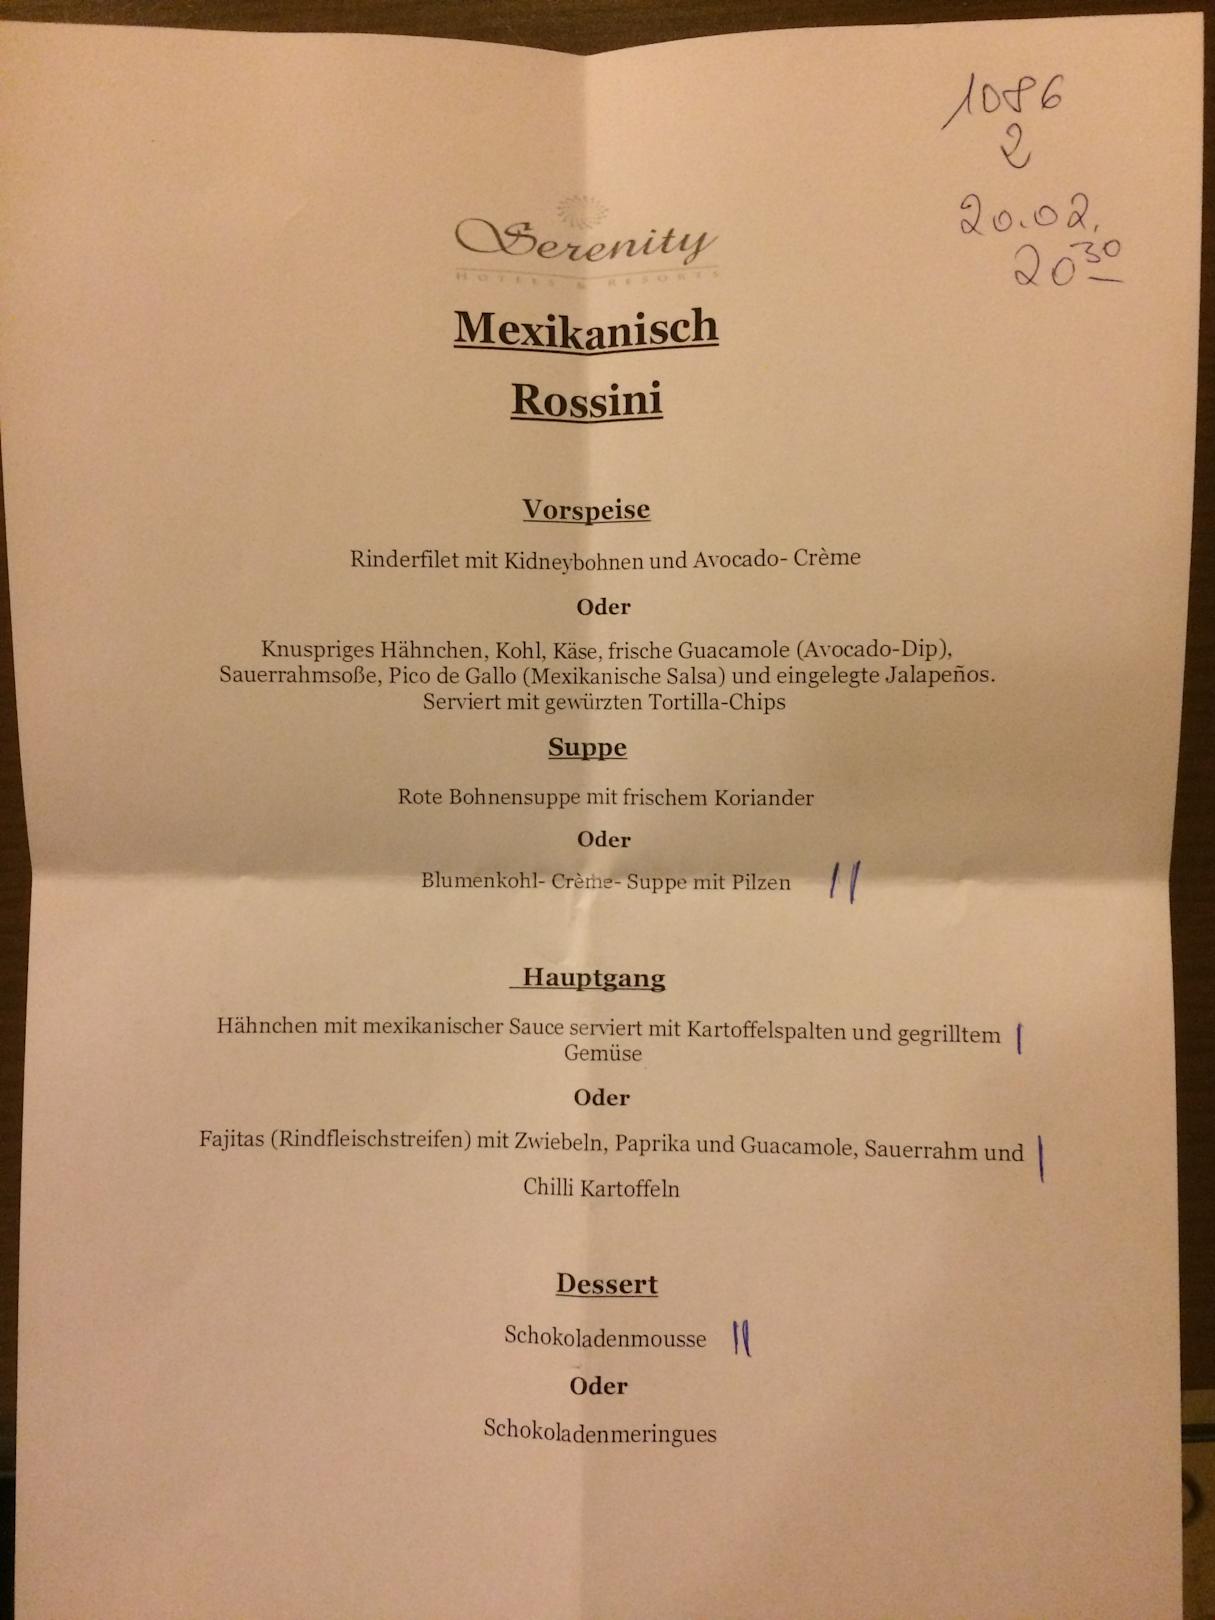 1086
2
20.02.
20 30
Serenity
HOTELS & RESORTS
Mexikanisch
Rossini
Vorspeise
Rinderfilet mit Kidneybohnen und Avocado- Crème
Oder
Knuspriges Hähnchen, Kohl, Käse, frische Guacamole (Avocado-Dip),
Sauerrahmsoße, Pico de Gallo (Mexikanische Salsa) und eingelegte Jalapeños.
Serviert mit gewürzten Tortilla-Chips
Suppe
Rote Bohnensuppe mit frischem Koriander
Oder
Blumenkohl- Crème- Suppe mit Pilzen ||
Hauptgang
Hähnchen mit mexikanischer Sauce serviert mit Kartoffelspalten und gegrilltem |
Gemüse
Oder
Fajitas (Rindfleischstreifen) mit Zwiebeln, Paprika und Guacamole, Sauerrahm und |
Chilli Kartoffeln
Dessert
Schokoladenmousse ||
Oder
Schokoladenmeringues